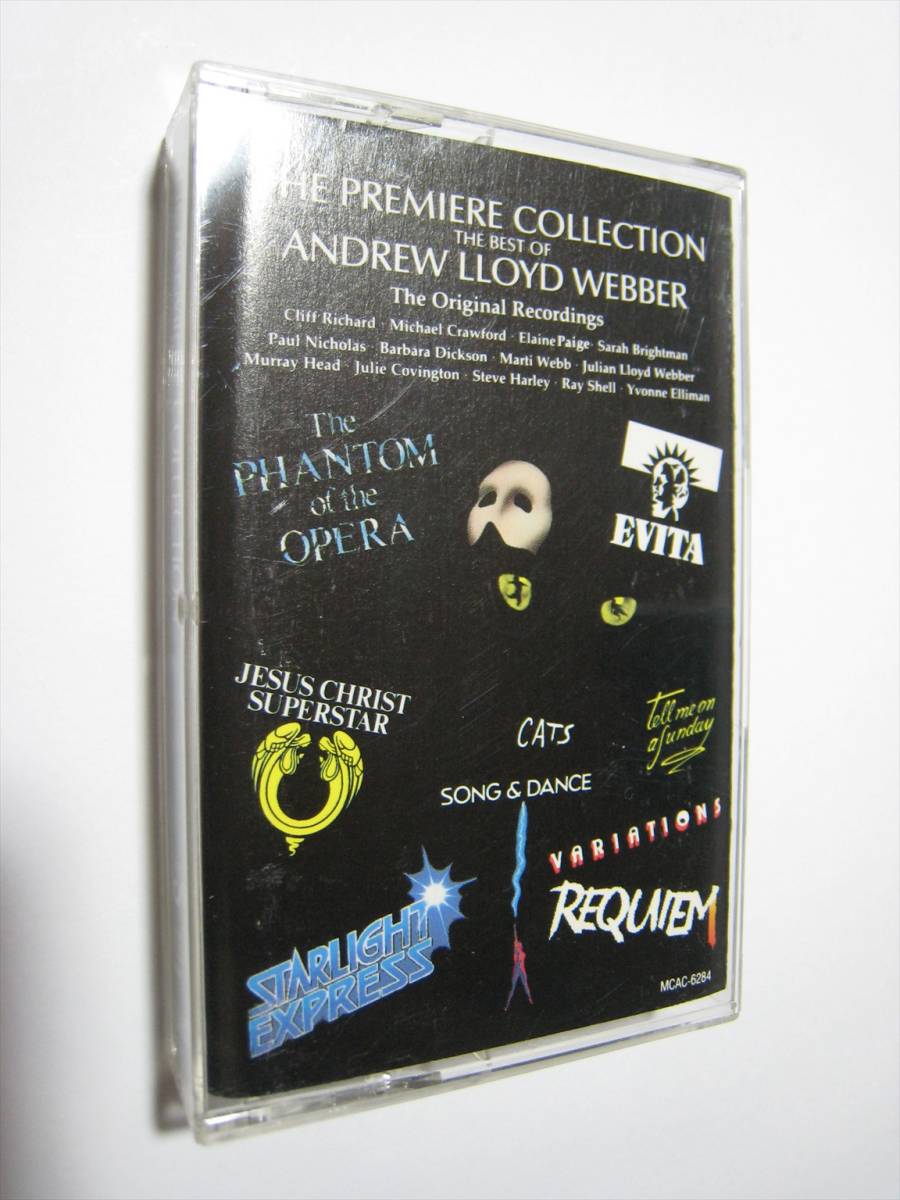 HE PREMIERE COLLECTION
THE BEST OF
ANDREW LLOYD WEBBER
The Original Recordings
Cliff Richard · Michael Crawford · Elaine Paige · Sarah Brightman
Paul Nicholas · Barbara Dickson · Marti Webb · Julian Lloyd Webber
Murray Head · Julie Covington · Steve Harley · Ray Shell · Yvonne Elliman
The
PHANTOM
of the
OPERA
EVITA
JESUS CHRIST
SUPERSTAR
CATS
Tell me on
a Sunday
SONG & DANCE
VARIATIONS
REQUIEM
STARLIGHT
EXPRESS
MCAC-6284